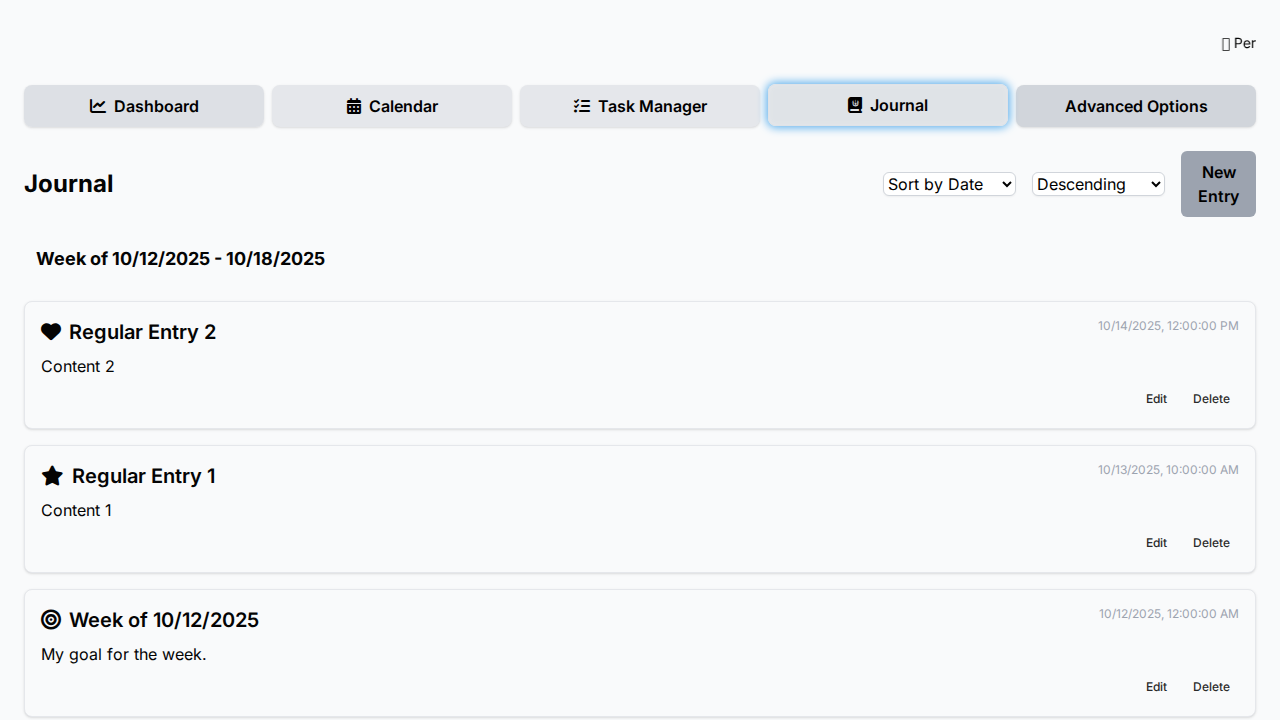 Per
Dashboard
Calendar
Task Manager
Journal
Advanced Options
Journal
Sort by Date
Descending
New
Entry
Week of 10/12/2025 - 10/18/2025
Regular Entry 2
10/14/2025, 12:00:00 PM
Content 2
Edit
Delete
Regular Entry 1
10/13/2025, 10:00:00 AM
Content 1
Edit
Delete
Week of 10/12/2025
10/12/2025, 12:00:00 AM
My goal for the week.
Edit
Delete